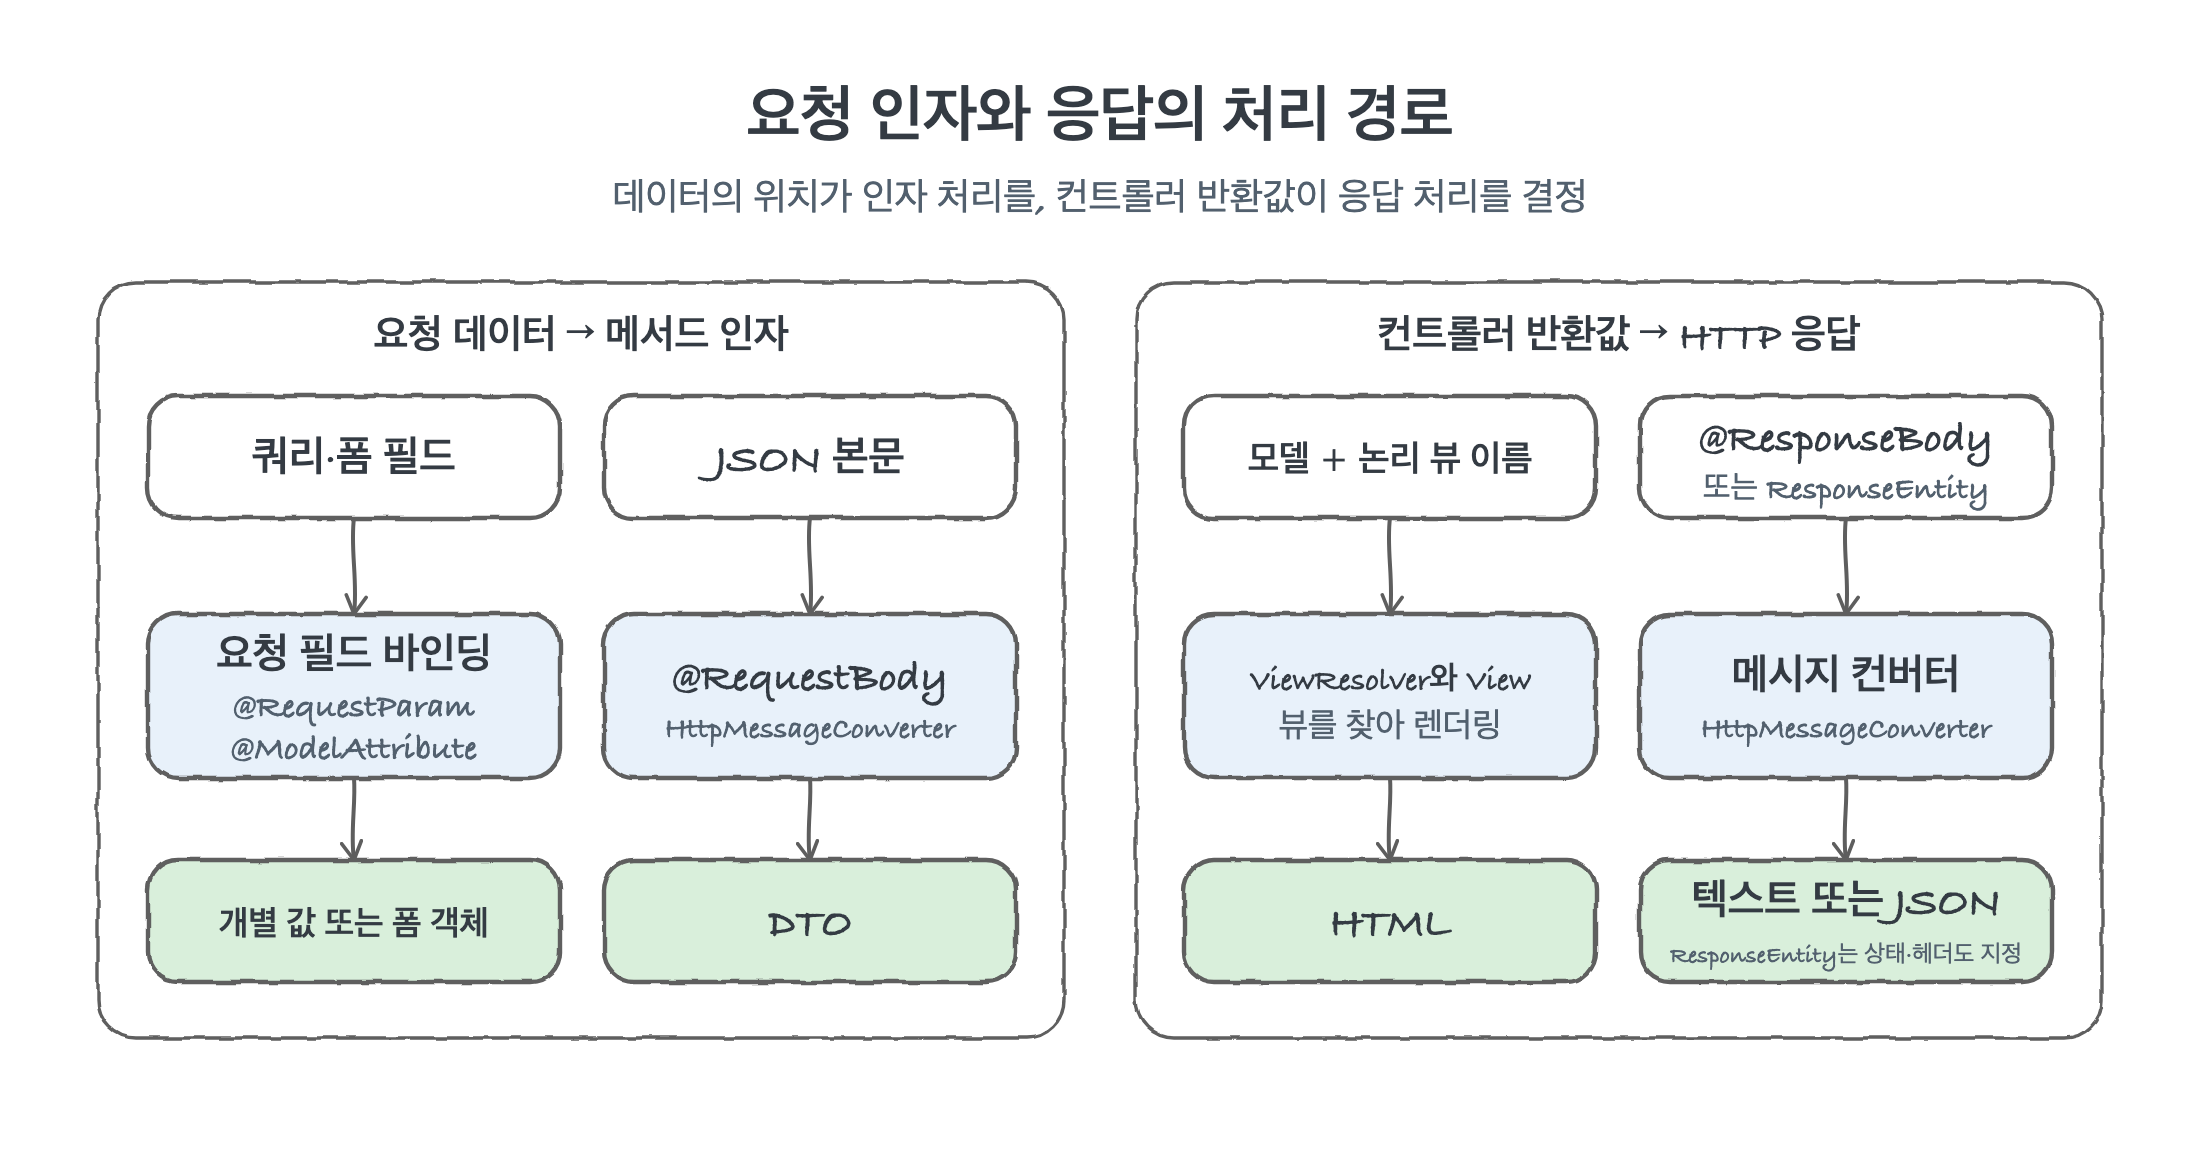 요청 인자와 응답의 처리 경로
데이터의 위치가 인자 처리를, 컨트롤러 반환값이 응답 처리를 결정
요청 데이터 → 메서드 인자
쿼리·폼 필드
JSON 본문
요청 필드 바인딩
@RequestParam
@ModelAttribute
@RequestBody
HttpMessageConverter
개별 값 또는 폼 객체
DTO
컨트롤러 반환값 → HTTP 응답
모델 + 논리 뷰 이름
@ResponseBody
또는 ResponseEntity
ViewResolver와 View
뷰를 찾아 렌더링
메시지 컨버터
HttpMessageConverter
HTML
텍스트 또는 JSON
ResponseEntity는 상태·헤더도 지정